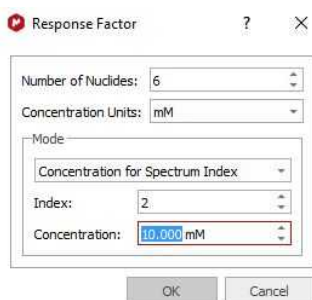 Response Factor ? ×
Number of Nuclides: 6
Concentration Units: mM
Mode
Concentration for Spectrum Index
Index: 2
Concentration: 10.000 mM
OK Cancel